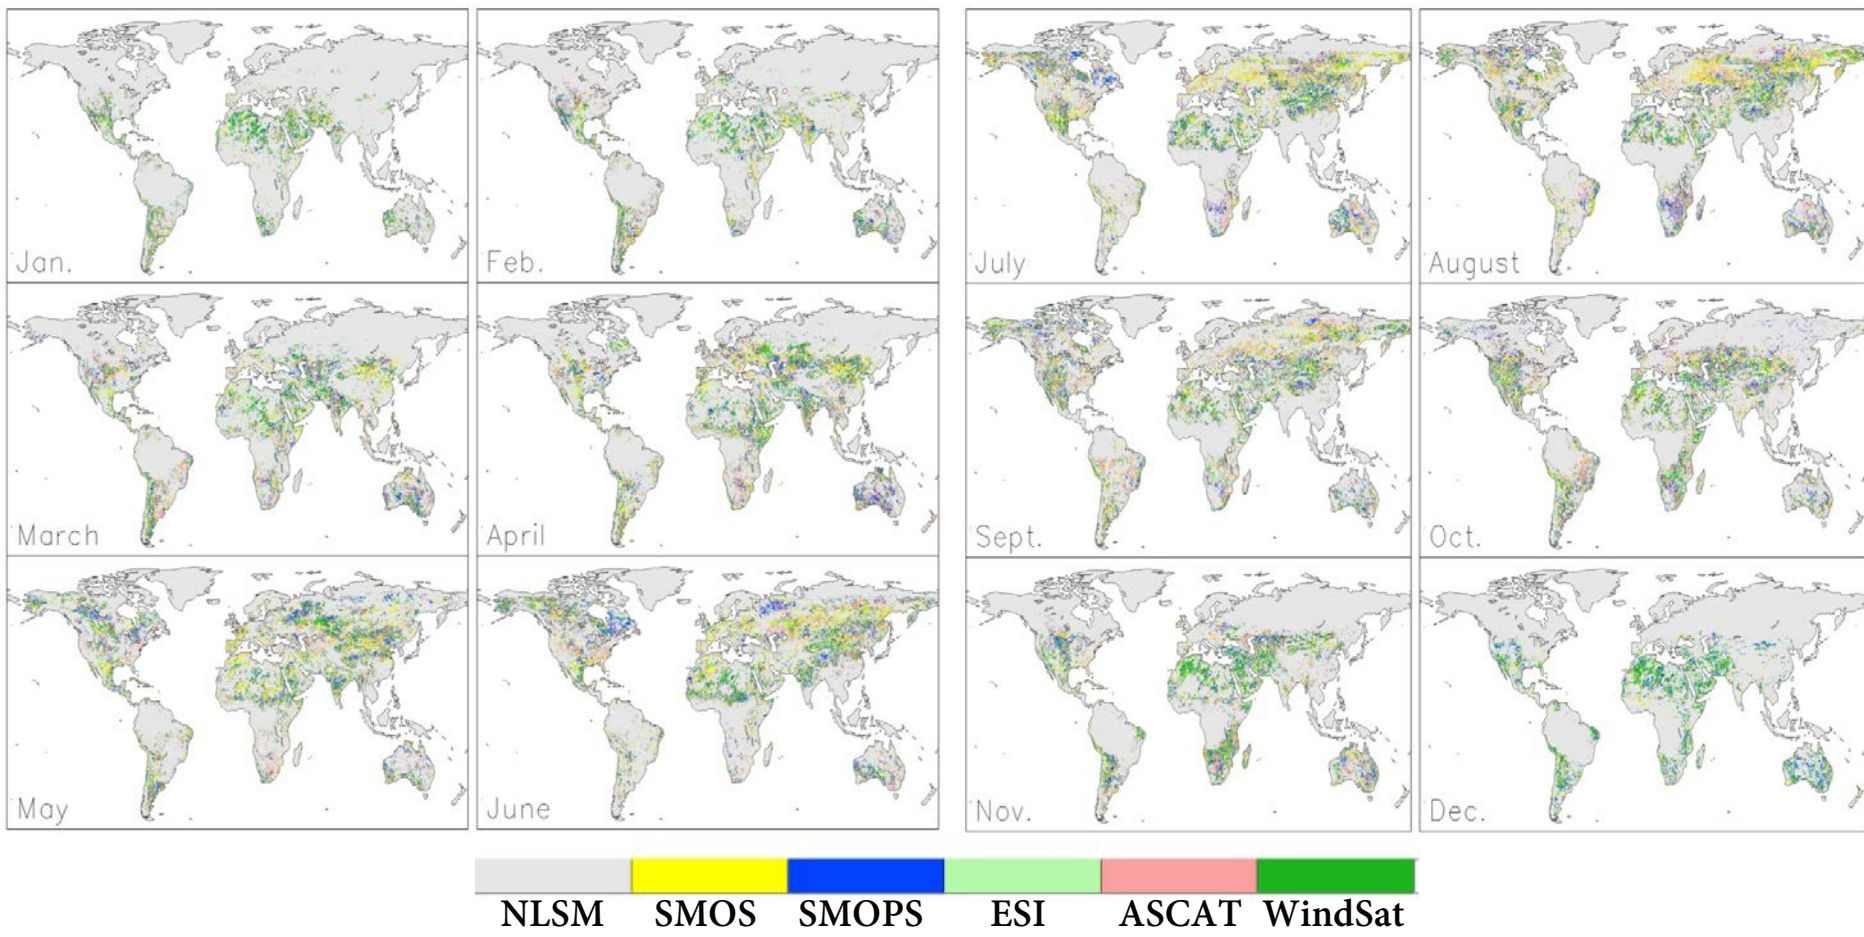 Jan.
Feb.
July
August
March
April
Sept.
Oct.
May
June
Nov.
Dec.
NLSM SMOS SMOPS ESI ASCAT WindSat